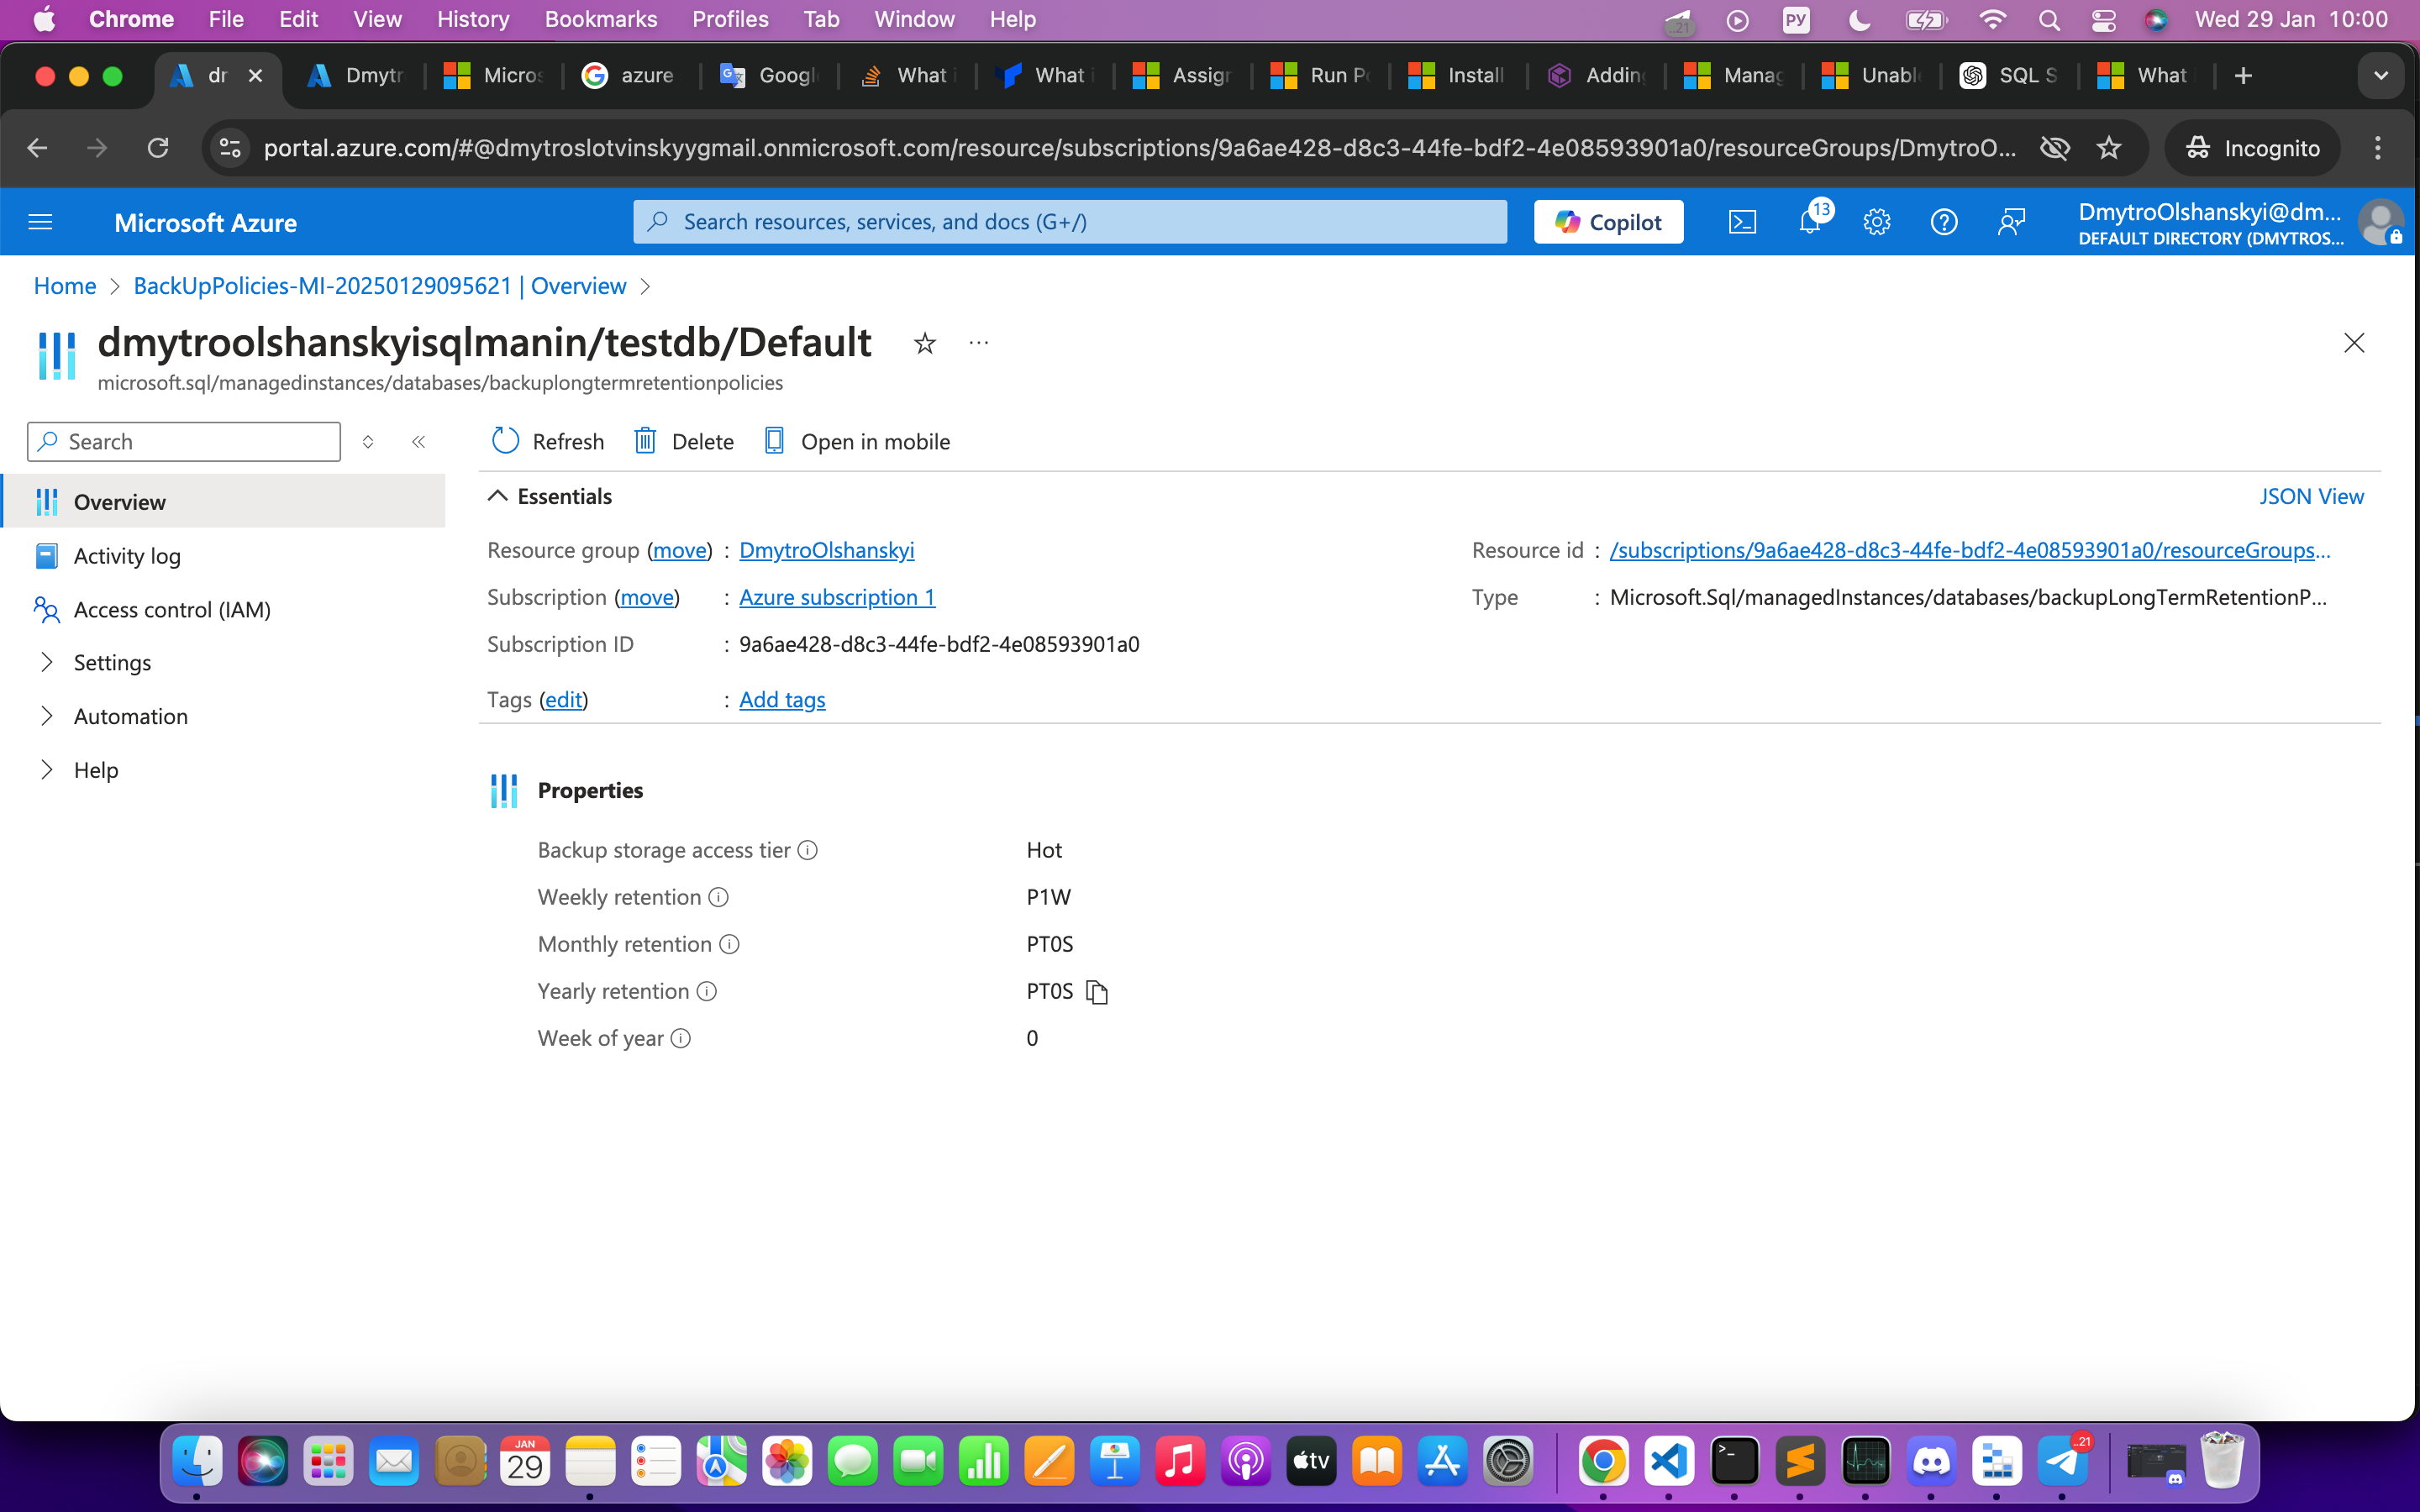 Chrome File Edit View History Bookmarks Profiles Tab Window Help РУ Wed 29 Jan 10:00
dr Dmytr Micros azure Googl What i What i Assign Run Po Install Adding Manag Unable SQL S What
portal.azure.com/#@dmytroslotvinskyygmail.onmicrosoft.com/resource/subscriptions/9a6ae428-d8c3-44fe-bdf2-4e08593901a0/resourceGroups/DmytroO... Incognito
Microsoft Azure Search resources, services, and docs (G+/) Copilot 13 DmytroOlshanskyi@dm...
DEFAULT DIRECTORY (DMYTROS...
Home > BackUpPolicies-MI-20250129095621 | Overview >
dmytroolshanskyisqlmanin/testdb/Default ...
microsoft.sql/managedinstances/databases/backuplongtermretentionpolicies
Search
Refresh Delete Open in mobile
Overview
Activity log
Access control (IAM)
Settings
Automation
Help
Essentials JSON View
Resource group (move) : DmytroOlshanskyi
Subscription (move) : Azure subscription 1
Subscription ID : 9a6ae428-d8c3-44fe-bdf2-4e08593901a0
Tags (edit) : Add tags
Resource id : /subscriptions/9a6ae428-d8c3-44fe-bdf2-4e08593901a0/resourceGroups...
Type : Microsoft.Sql/managedInstances/databases/backupLongTermRetentionP...
Properties
Backup storage access tier Hot
Weekly retention P1W
Monthly retention PT0S
Yearly retention PT0S
Week of year 0
JAN
29
tv
..21